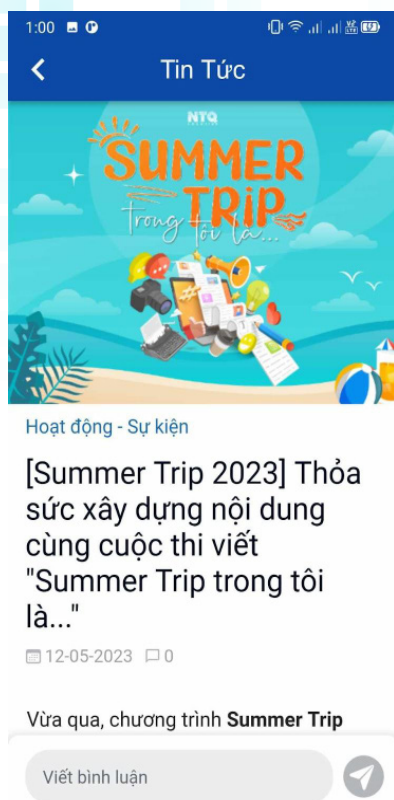 1:00
Tin Tức
NTQ
SUMMER
TRIP
trong tôi là...
Hoạt động - Sự kiện
[Summer Trip 2023] Thỏa
sức xây dựng nội dung
cùng cuộc thi viết
"Summer Trip trong tôi
là..."
12-05-2023 0
Vừa qua, chương trình Summer Trip
Viết bình luận